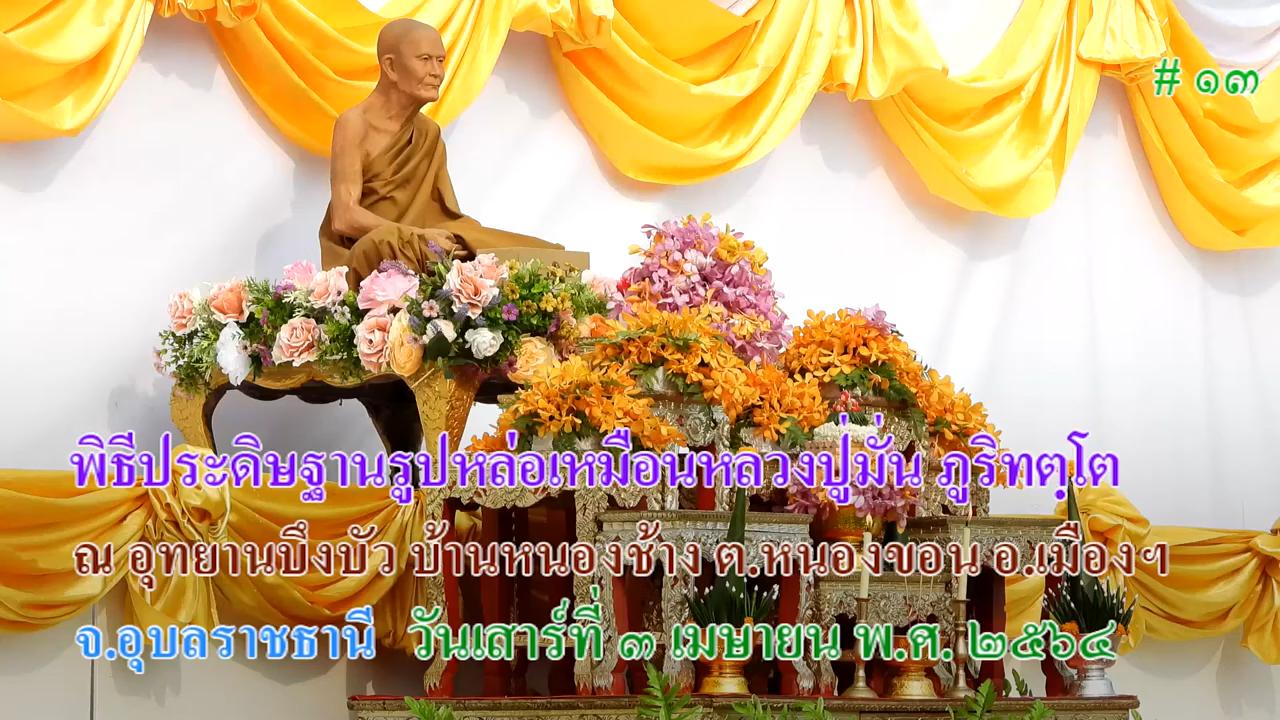 # ๑๓
พิธีประดิษฐานรูปหล่อเหมือนหลวงปู่มั่น ภูริทตฺโต
ณ อุทยานบึงบัว บ้านหนองช้าง ต.หนองขอน อ.เมืองฯ
จ.อุบลราชธานี วันเสาร์ที่ ๓ เมษายน พ.ศ. ๒๕๖๔